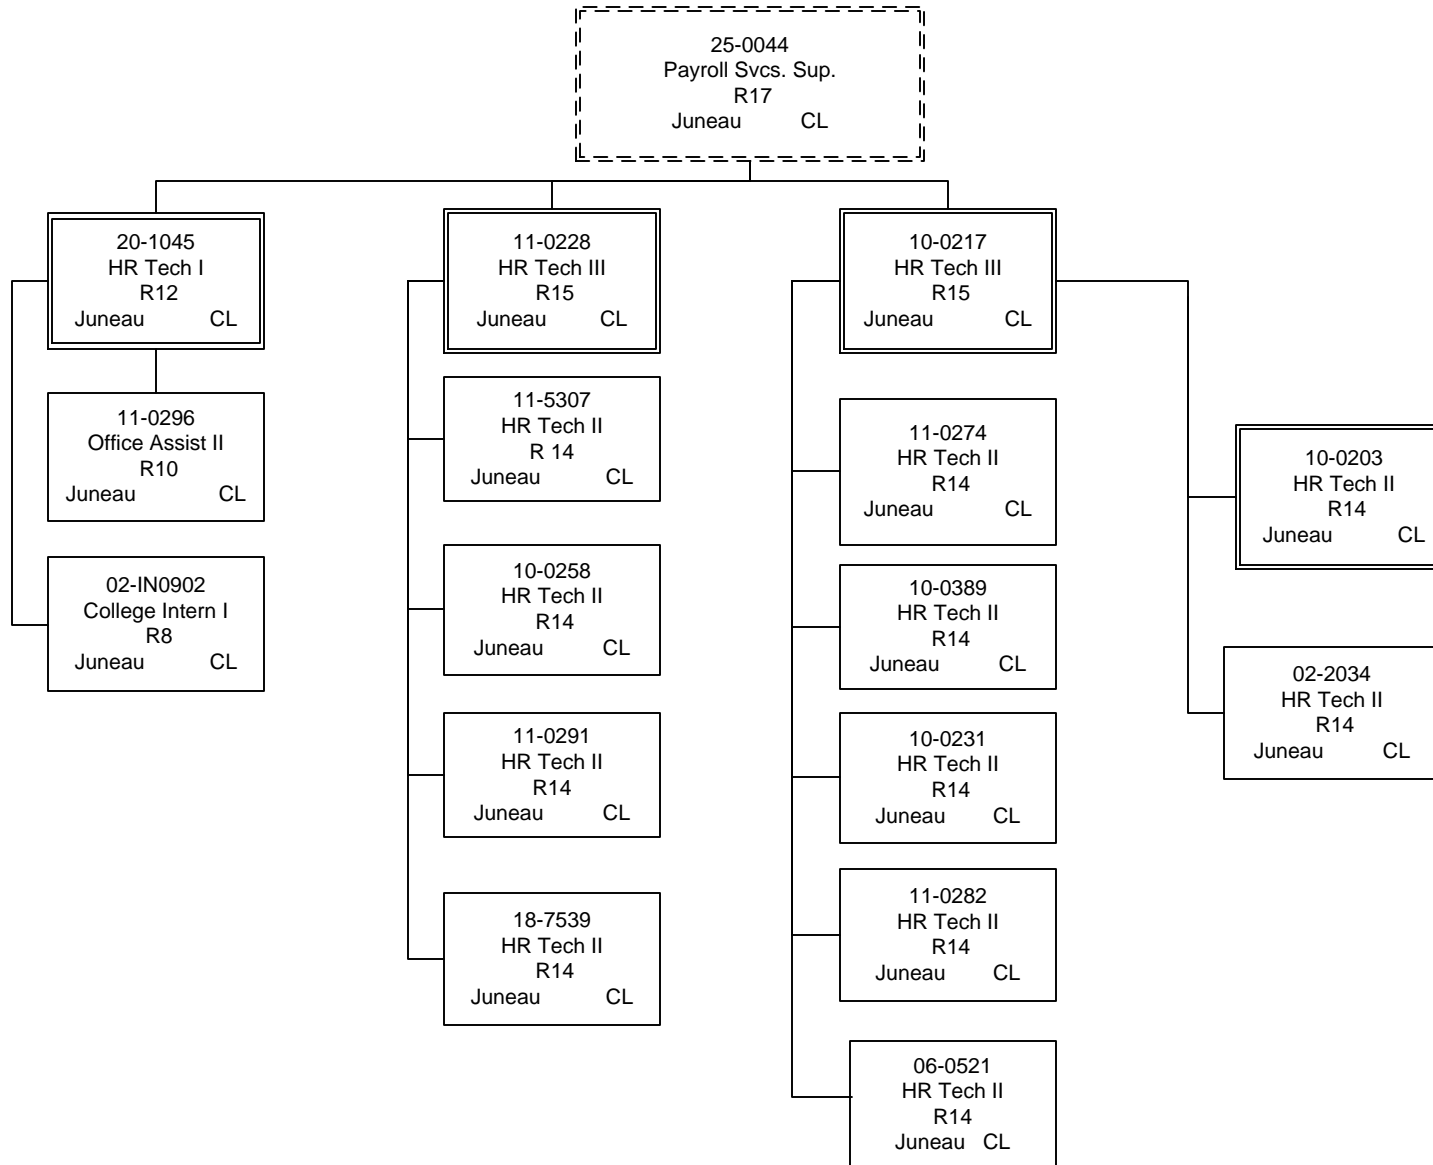 25-0044
Payroll Svcs. Sup.
R17
Juneau CL
20-1045
HR Tech I
R12
Juneau CL
11-0296
Office Assist II
R10
Juneau CL
02-IN0902
College Intern I
R8
Juneau CL
11-0228
HR Tech III
R15
Juneau CL
11-5307
HR Tech II
R 14
Juneau CL
10-0258
HR Tech II
R14
Juneau CL
11-0291
HR Tech II
R14
Juneau CL
18-7539
HR Tech II
R14
Juneau CL
10-0217
HR Tech III
R15
Juneau CL
11-0274
HR Tech II
R14
Juneau CL
10-0389
HR Tech II
R14
Juneau CL
10-0231
HR Tech II
R14
Juneau CL
11-0282
HR Tech II
R14
Juneau CL
06-0521
HR Tech II
R14
Juneau CL
10-0203
HR Tech II
R14
Juneau CL
02-2034
HR Tech II
R14
Juneau CL